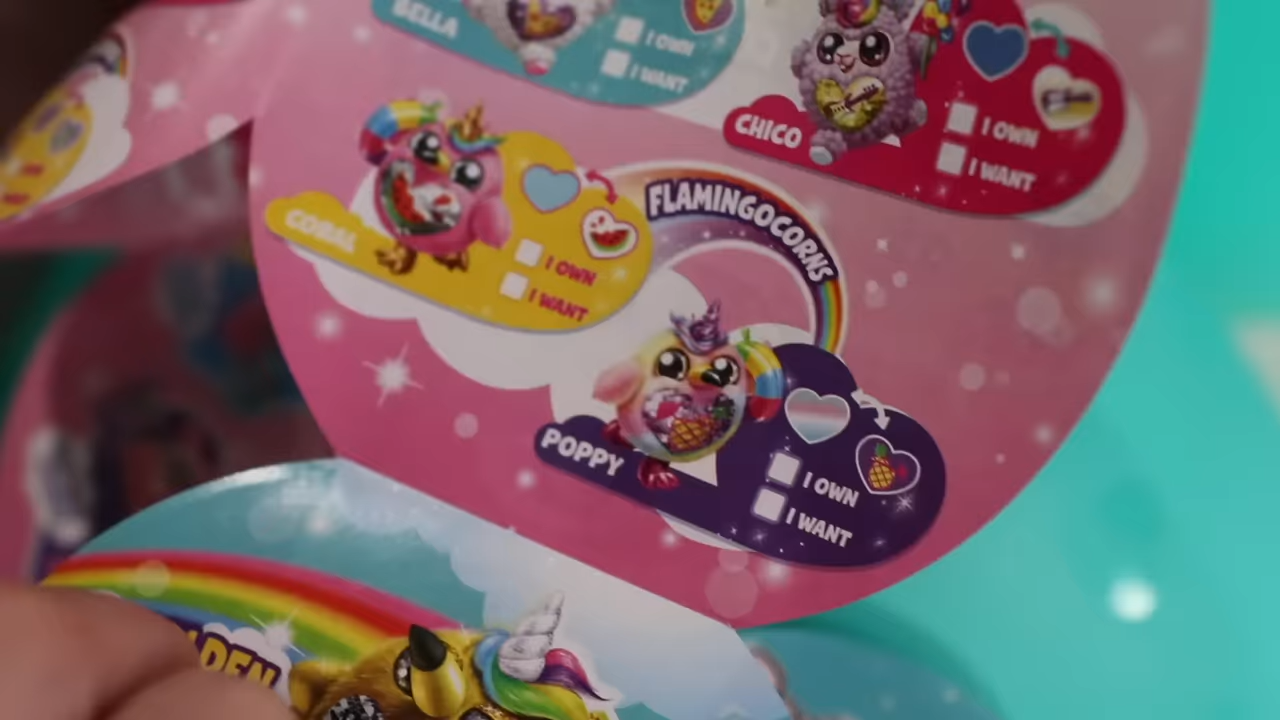 BELLA
I OWN
I WANT
CHICO
I OWN
I WANT
CORAL
I OWN
I WANT
FLAMINGOCORNS
POPPY
I OWN
I WANT